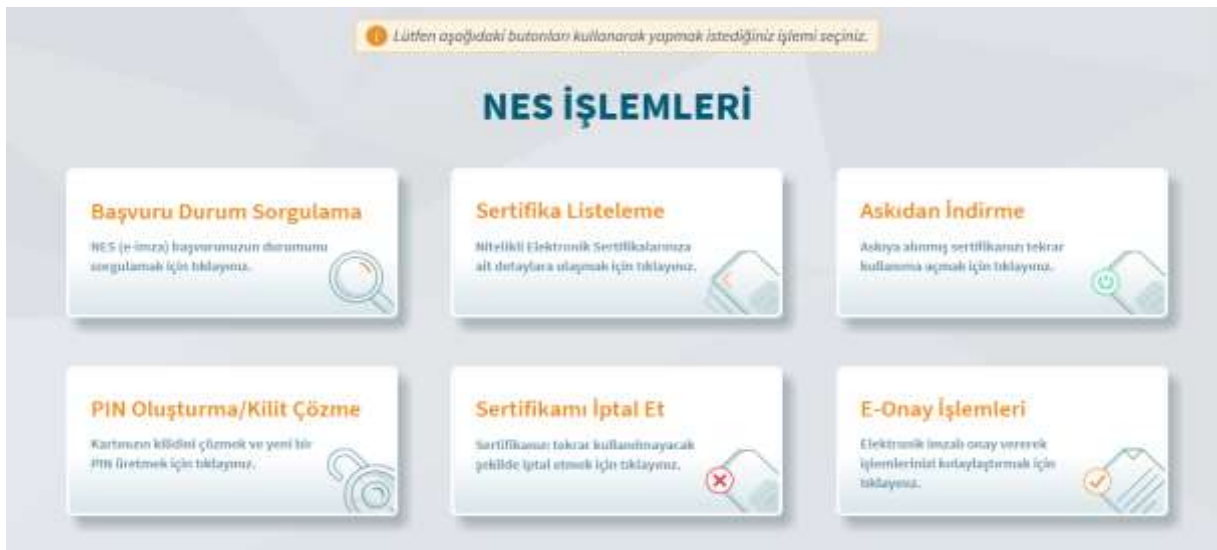 Lütfen aşağıdaki butonları kullanarak yapmak istediğiniz işlemi seçiniz.
NES İŞLEMLERİ
Başvuru Durum Sorgulama
NES (e-imza) başvurunuzun durumunu
sorgulamak için tıklayınız.
Sertifika Listeleme
Nitelikli Elektronik Sertifikalarınıza
ait detaylara ulaşmak için tıklayınız.
Askıdan İndirme
Askıya alınmış sertifikanızı tekrar
kullanıma açmak için tıklayınız.
PIN Oluşturma/Kilit Çözme
Kartınızın kilidini çözmek ve yeni bir
PIN üretmek için tıklayınız.
Sertifikamı İptal Et
Sertifikanızı tekrar kullanılmayacak
şekilde iptal etmek için tıklayınız.
E-Onay İşlemleri
Elektronik imzalı onay vererek
işlemlerinizi kolaylaştırmak için
tıklayınız.